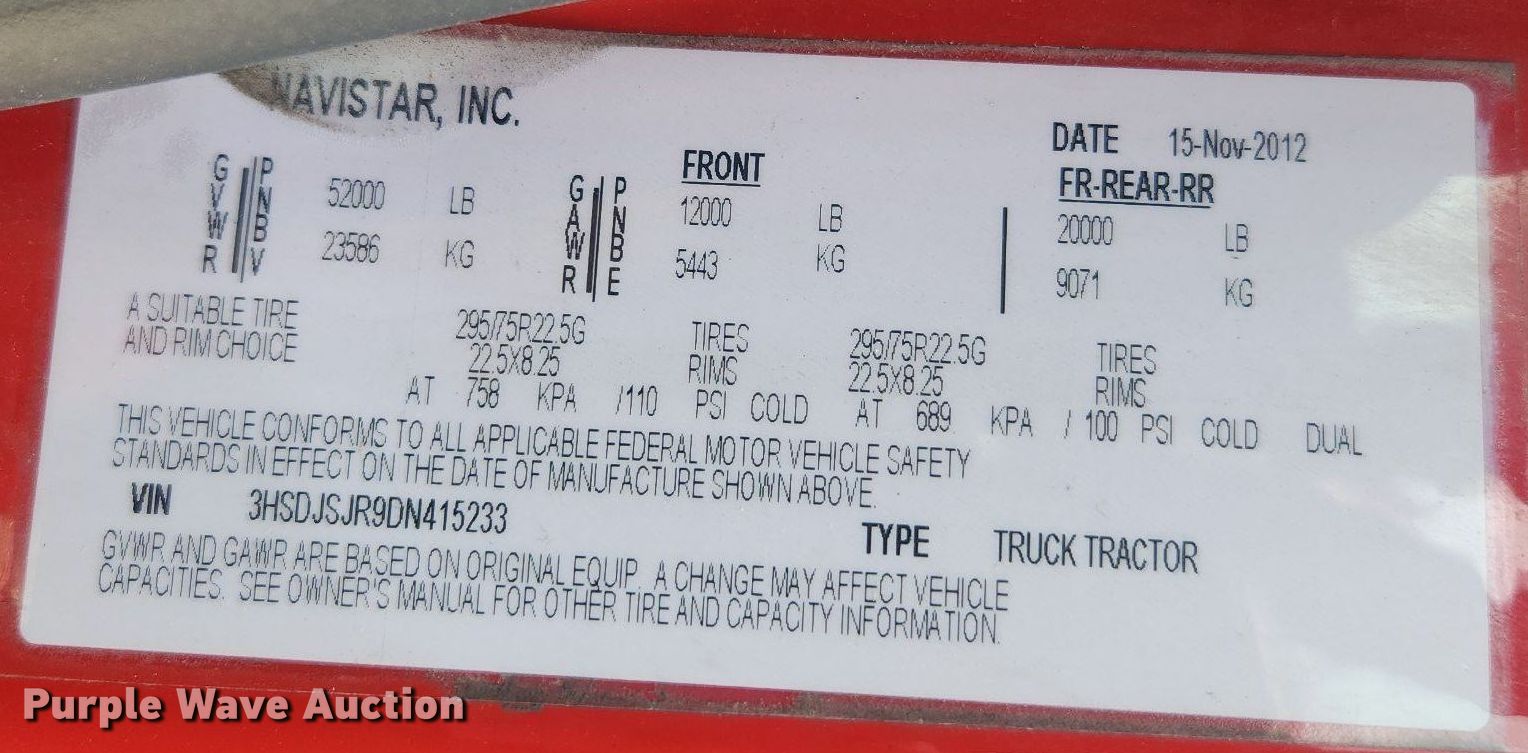 NAVISTAR, INC.
DATE 15-Nov-2012
GVWR PNBV 52000 LB 23586 KG
GAWR PNBE FRONT 12000 LB 5443 KG
FR-REAR-RR 20000 LB 9071 KG
A SUITABLE TIRE 295/75R22.5G TIRES 295/75R22.5G TIRES
AND RIM CHOICE 22.5X8.25 RIMS 22.5X8.25 RIMS
AT 758 KPA /110 PSI COLD AT 689 KPA / 100 PSI COLD DUAL
THIS VEHICLE CONFORMS TO ALL APPLICABLE FEDERAL MOTOR VEHICLE SAFETY
STANDARDS IN EFFECT ON THE DATE OF MANUFACTURE SHOWN ABOVE.
VIN 3HSDJSJR9DN415233 TYPE TRUCK TRACTOR
GVWR AND GAWR ARE BASED ON ORIGINAL EQUIP. A CHANGE MAY AFFECT VEHICLE
CAPACITIES. SEE OWNER'S MANUAL FOR OTHER TIRE AND CAPACITY INFORMATION.
Purple Wave Auction